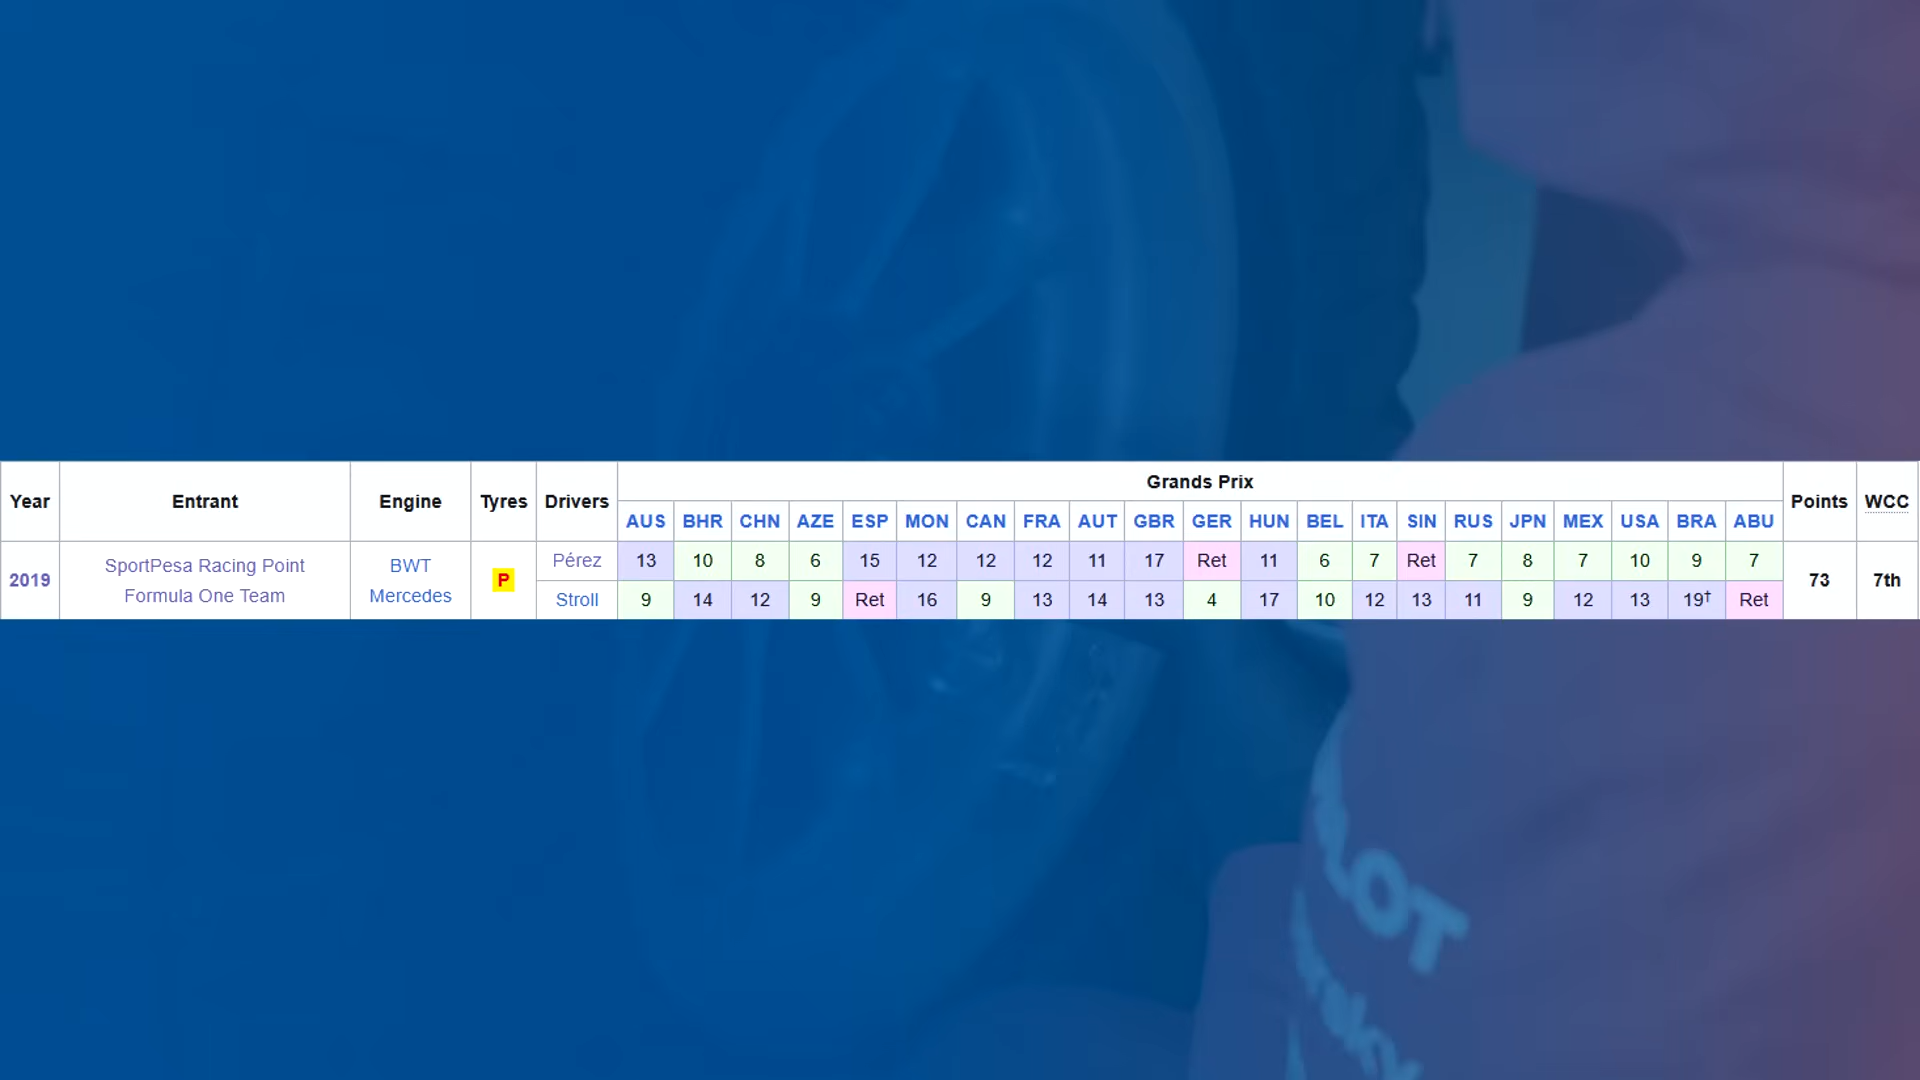 Year Entrant Engine Tyres Drivers Grands Prix Points WCC
AUS BHR CHN AZE ESP MON CAN FRA AUT GBR GER HUN BEL ITA SIN RUS JPN MEX USA BRA ABU
2019 SportPesa Racing Point Formula One Team BWT Mercedes P Pérez 13 10 8 6 15 12 12 12 11 17 Ret 11 6 7 Ret 7 8 7 10 9 7 73 7th
Stroll 9 14 12 9 Ret 16 9 13 14 13 4 17 10 12 13 11 9 12 13 19† Ret